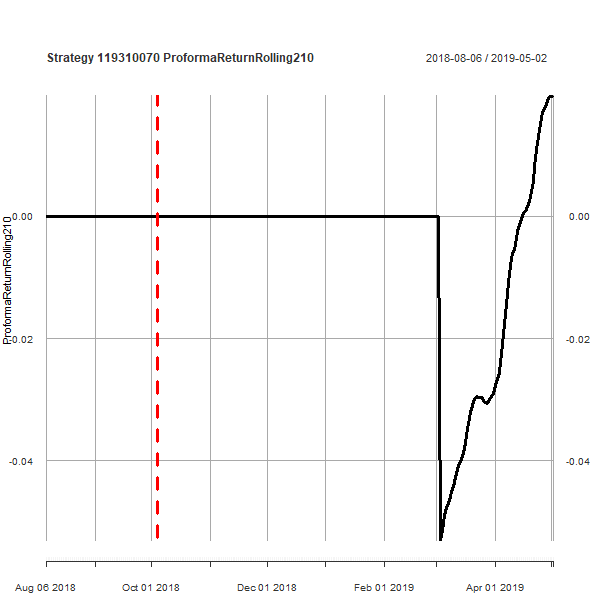 Strategy 119310070 ProformaReturnRolling210
2018-08-06 / 2019-05-02
ProformaReturnRolling210
0.00
0.00
-0.02
-0.02
-0.04
-0.04
Aug 06 2018
Oct 01 2018
Dec 01 2018
Feb 01 2019
Apr 01 2019